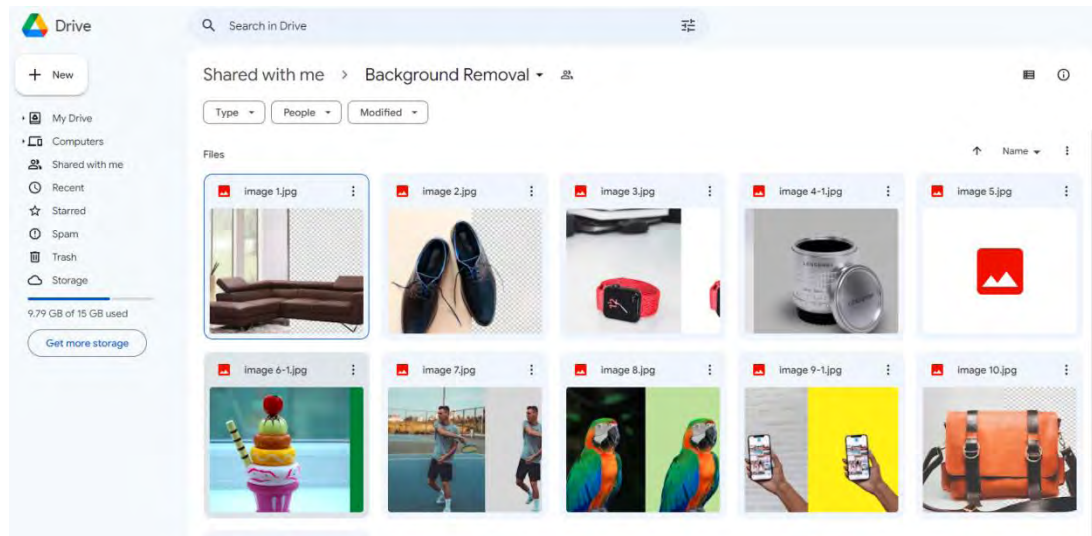 Drive
Search in Drive
New
My Drive
Computers
Shared with me
Recent
Starred
Spam
Trash
Storage
9.79 GB of 15 GB used
Get more storage
Shared with me > Background Removal
Type
People
Modified
Files
Name
image 1.jpg
image 2.jpg
image 3.jpg
image 4-1.jpg
image 5.jpg
image 6-1.jpg
image 7.jpg
image 8.jpg
image 9-1.jpg
image 10.jpg